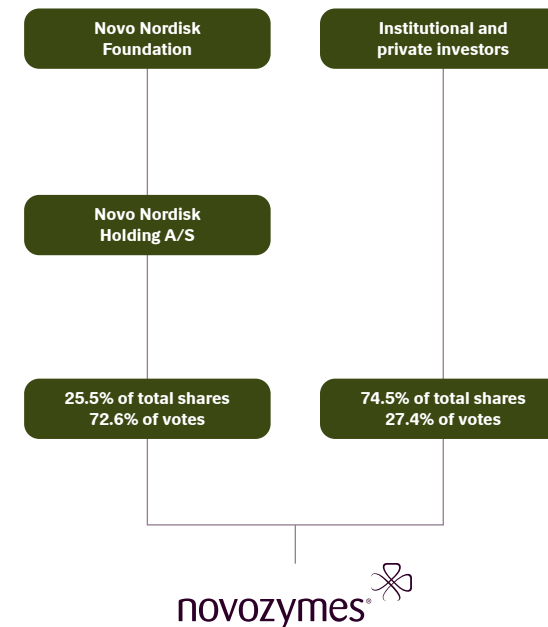 Novo Nordisk
Foundation
Institutional and
private investors
Novo Nordisk
Holding A/S
25.5% of total shares
72.6% of votes
74.5% of total shares
27.4% of votes
novozymes®